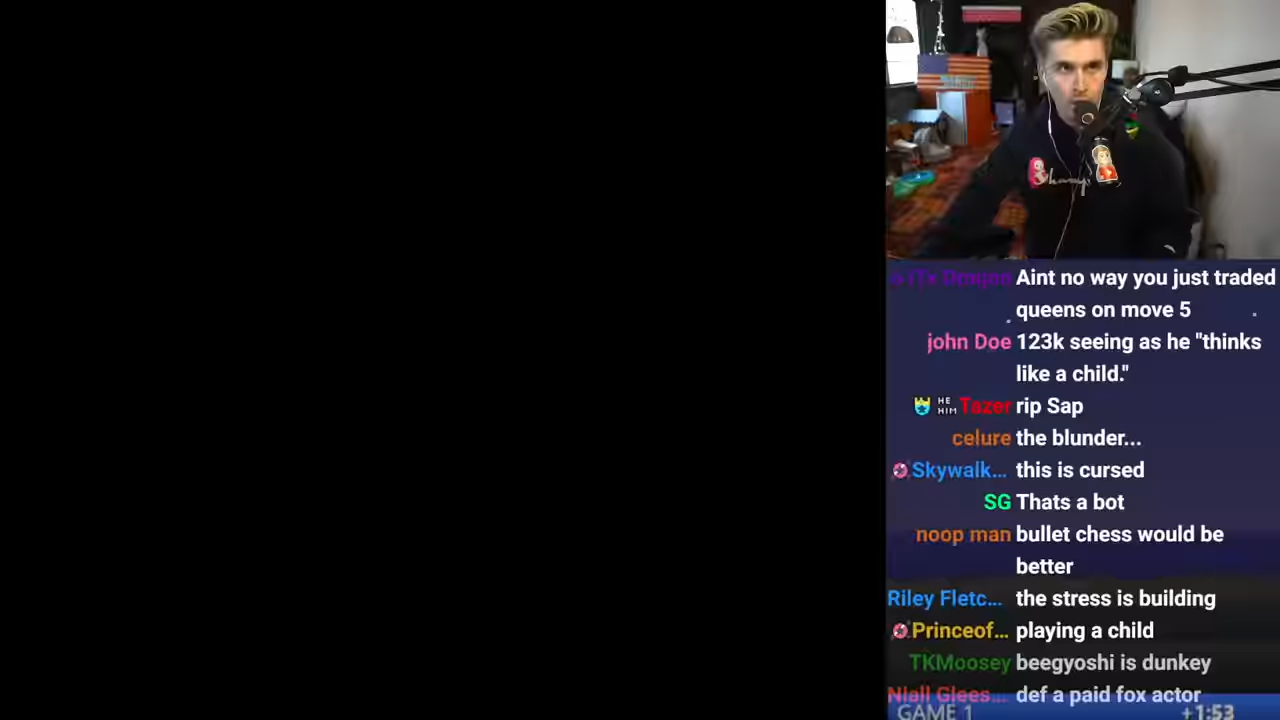 Aint no way you just traded
queens on move 5
john Doe 123k seeing as he "thinks
like a child."
HE HIM Tazer rip Sap
celure the blunder...
Skywalk... this is cursed
SG Thats a bot
noop man bullet chess would be
better
Riley Fletc... the stress is building
Princeof... playing a child
TKMoosey beegyoshi is dunkey
Niall Glees... def a paid fox actor
GAME 1 +1:53